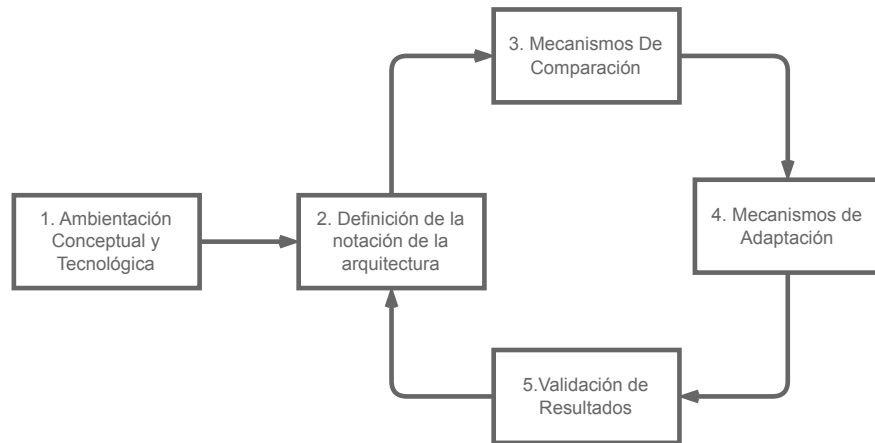 1. Ambientación
Conceptual y
Tecnológica
2. Definición de la
notación de la
arquitectura
3. Mecanismos De
Comparación
4. Mecanismos de
Adaptación
5.Validación de
Resultados